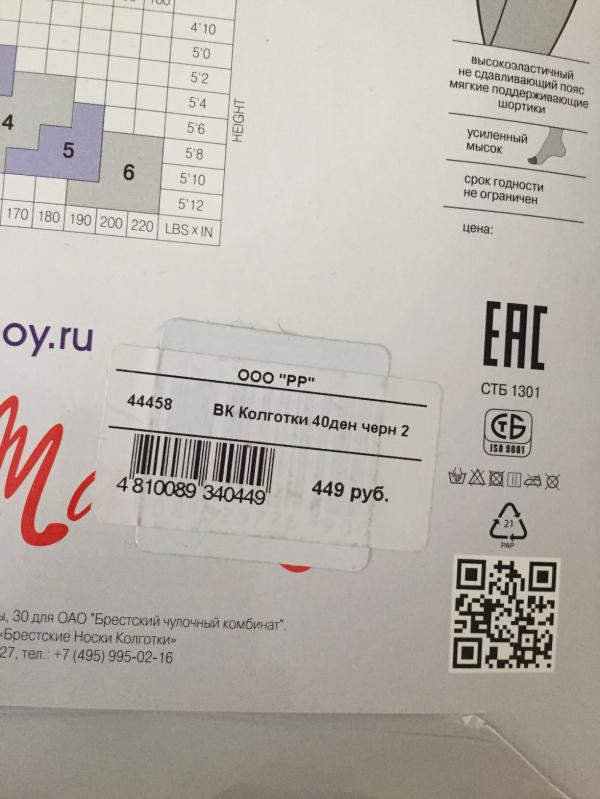 100
4'10
5'0
5'2
5'4
5'6
5'8
5'10
5'12
HEIGHT
4
5
6
170 180 190 200 220 LBS x IN
высокоэластичный
не сдавливающий пояс
мягкие поддерживающие
шортики
усиленный
мысок
срок годности
не ограничен
цена:
oy.ru
ЕАС
СТБ 1301
СТБ
ISO 9001
21
PAP
ООО "РР"
44458 ВК Колготки 40ден черн 2
4 810089 340449
449 руб.
М
ы, 30 для ОАО "Брестский чулочный комбинат".
«Брестские Носки Колготки»
27, тел.: +7 (495) 995-02-16